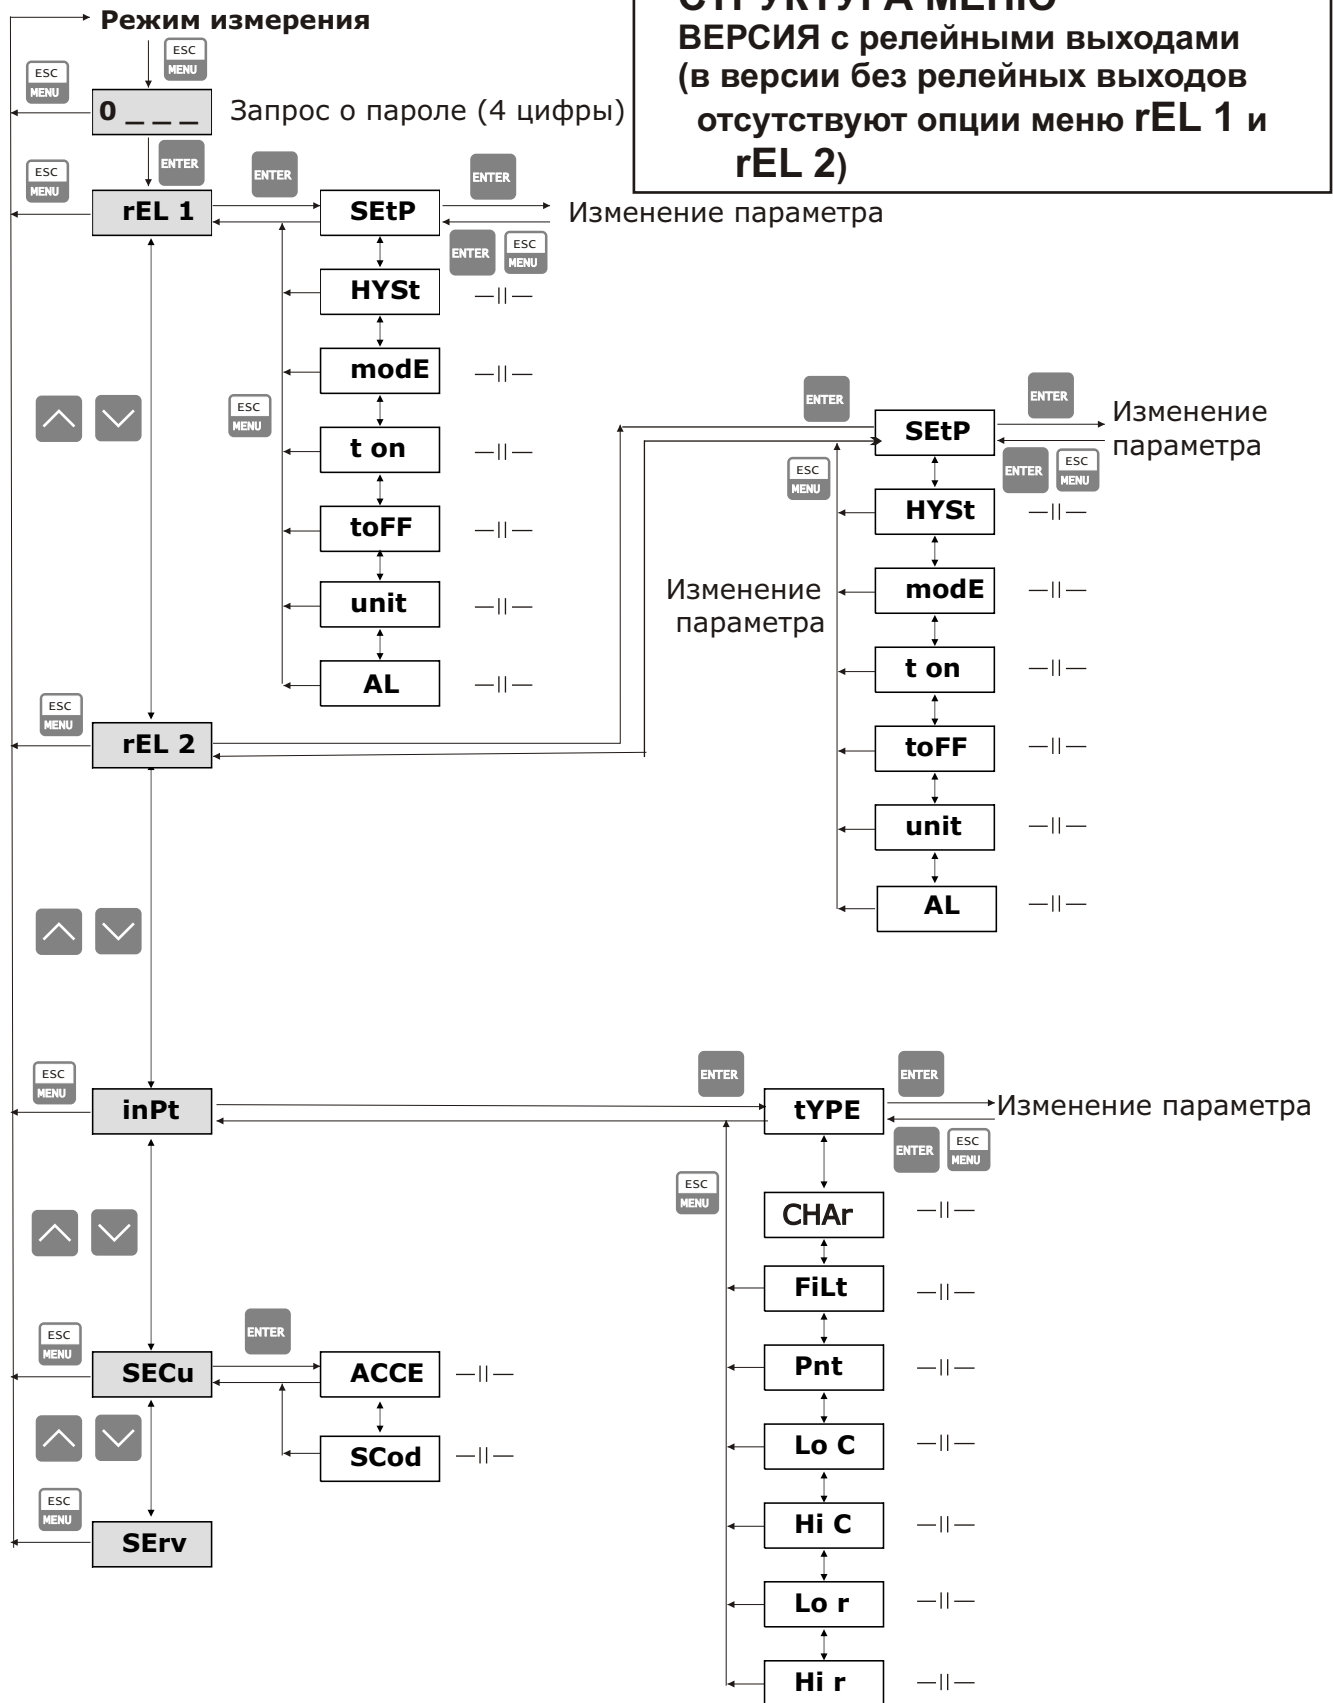 СТРУКТУРА МЕНЮ
ВЕРСИЯ с релейными выходами
(в версии без релейных выходов
отсутствуют опции меню rEL 1 и
rEL 2)
Режим измерения
ESC
MENU
ESC
MENU
0 _ _ _
Запрос о пароле (4 цифры)
ENTER
ESC
MENU
rEL 1
ENTER
SEtP
ENTER
Изменение параметра
ENTER
ESC
MENU
HYSt
—||—
modE
—||—
ESC
MENU
t on
—||—
toFF
—||—
unit
—||—
AL
—||—
ESC
MENU
rEL 2
ENTER
SEtP
ENTER
Изменение
параметра
ESC
MENU
ENTER
ESC
MENU
HYSt
—||—
Изменение
параметра
modE
—||—
t on
—||—
toFF
—||—
unit
—||—
AL
—||—
ESC
MENU
inPt
ENTER
tYPE
ENTER
Изменение параметра
ENTER
ESC
MENU
ESC
MENU
CHAr
—||—
FiLt
—||—
Pnt
—||—
Lo C
—||—
Hi C
—||—
Lo r
—||—
Hi r
—||—
ESC
MENU
SECu
ENTER
ACCE
—||—
SCod
—||—
ESC
MENU
SErv